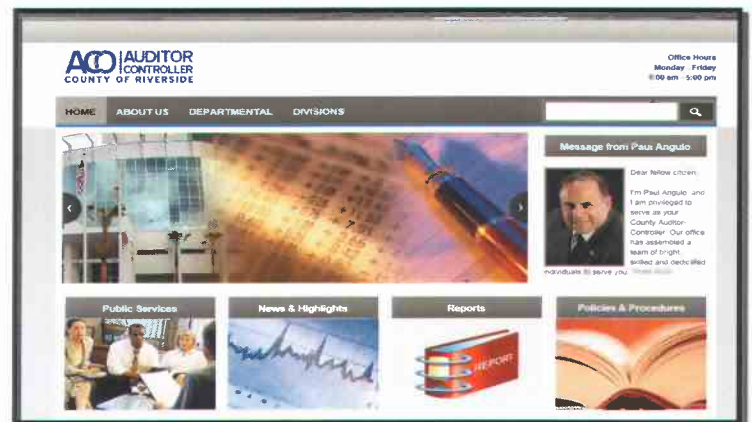 ACO AUDITOR
CONTROLLER
COUNTY OF RIVERSIDE
Office Hours
Monday - Friday
8:00 am - 5:00 pm
HOME ABOUT US DEPARTMENTAL DIVISIONS
Message from Paul Angulo
Dear fellow citizen,
I'm Paul Angulo and
I am privileged to
serve as your
County Auditor-
Controller. Our office
has assembled a
team of bright,
skilled and dedicated
individuals to serve you.
Public Services
News & Highlights
Reports
Policies & Procedures
REPORT